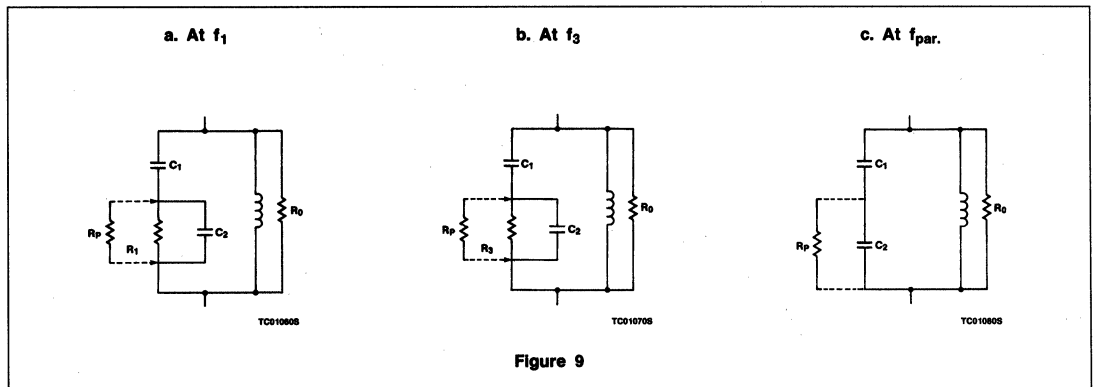 a. At f1
b. At f3
c. At fpar.
C1
RP
R1
C2
R0
TC01060S
C1
RP
R3
C2
R0
TC01070S
C1
RP
C2
R0
TC01080S
Figure 9